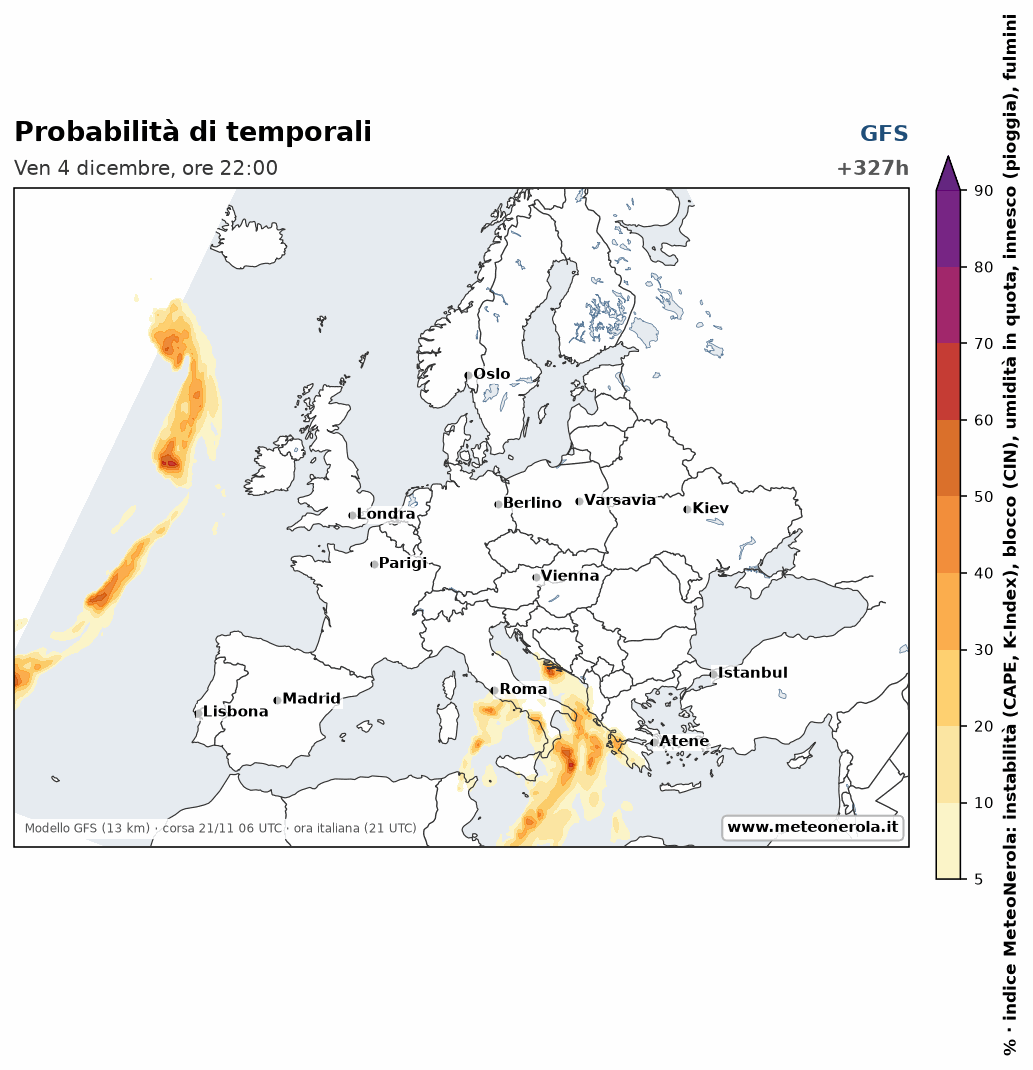 Probabilità di temporali
GFS
Ven 4 dicembre, ore 22:00
+327h
Oslo
Berlino
Varsavia
Kiev
Londra
Parigi
Vienna
Istanbul
Roma
Madrid
Lisbona
Atene
Modello GFS (13 km) · corsa 21/11 06 UTC · ora italiana (21 UTC)
www.meteonerola.it
90
80
70
60
50
40
30
20
10
5
% · indice MeteoNerola: instabilità (CAPE, K-Index), blocco (CIN), umidità in quota, innesco (pioggia), fulmini